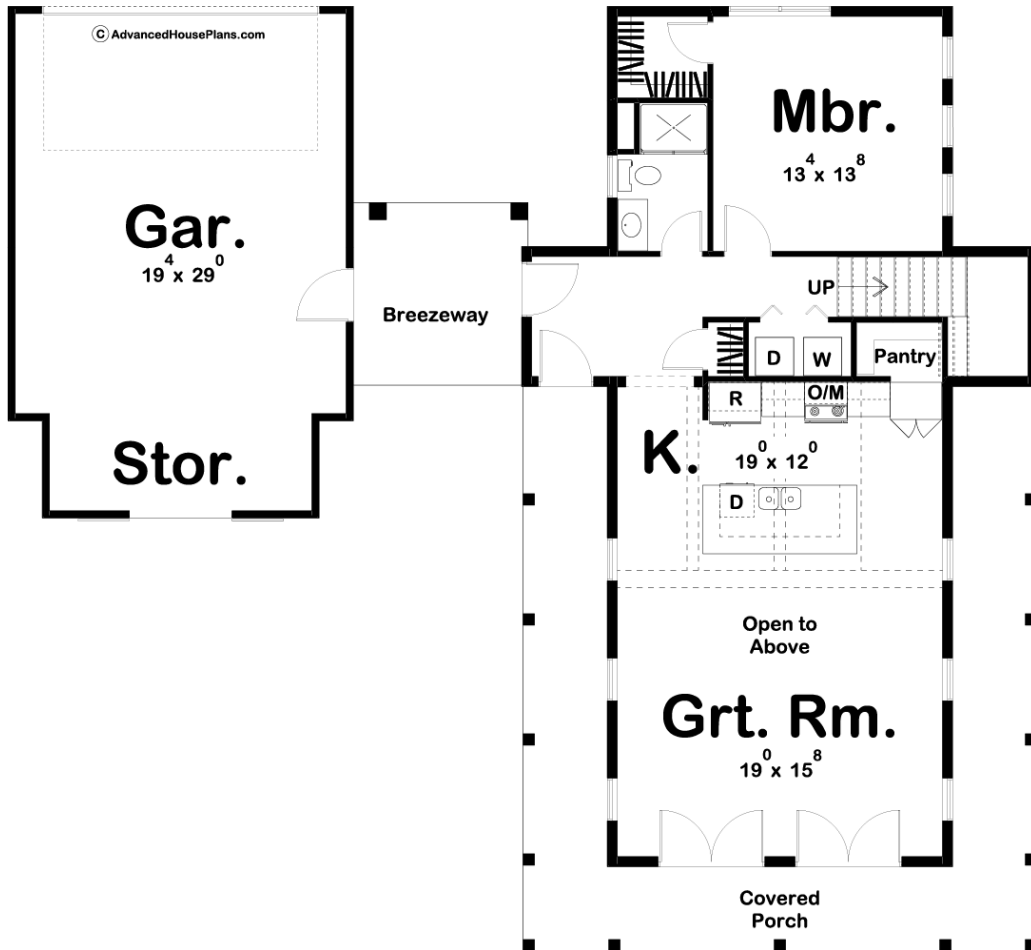 © AdvancedHousePlans.com
Gar.
19⁴ x 29⁰
Stor.
Breezeway
Mbr.
13⁴ x 13⁸
UP
D
W
Pantry
R
O/M
K.
19⁰ x 12⁰
D
Open to
Above
Grt. Rm.
19⁰ x 15⁸
Covered
Porch